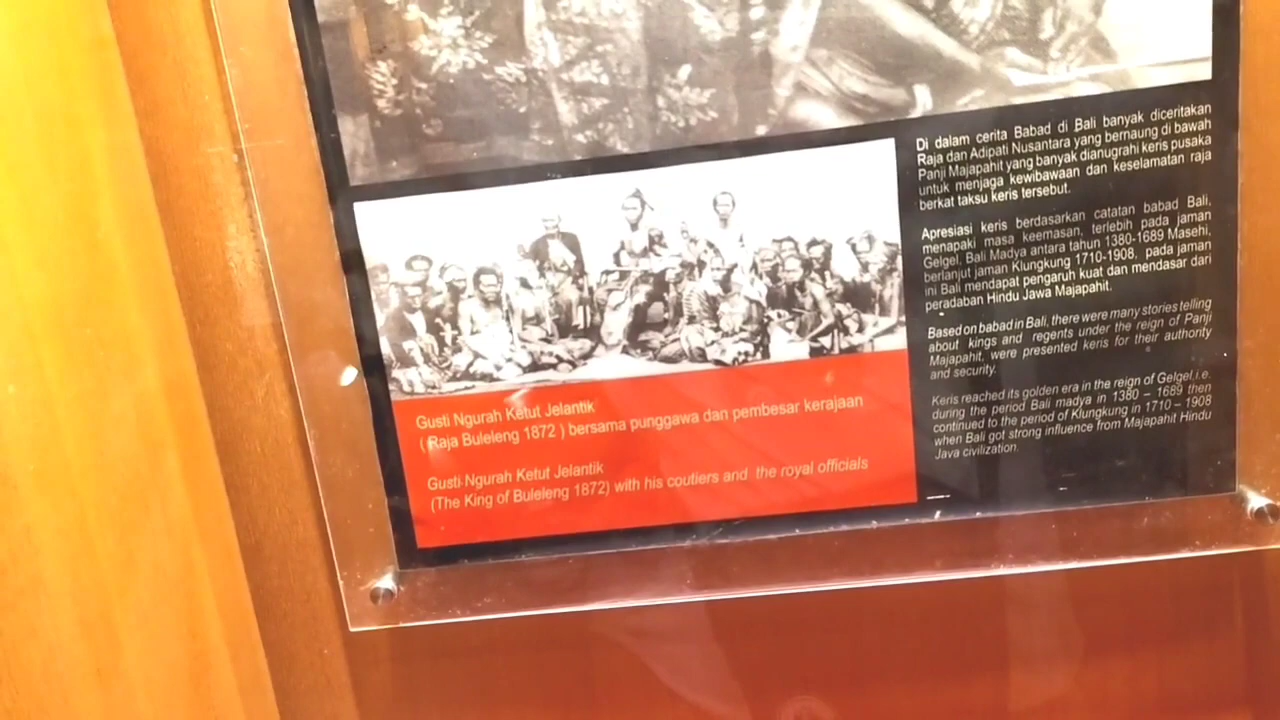 Di dalam cerita Babad di Bali banyak diceritakan
Raja dan Adipati Nusantara yang bernaung di bawah
Panji Majapahit yang banyak dianugrahi keris pusaka
untuk menjaga kewibawaan dan keselamatan raja
berkat taksu keris tersebut.
Apresiasi keris berdasarkan catatan babad Bali,
menapaki masa keemasan, terlebih pada jaman
Gelgel, Bali Madya antara tahun 1380-1689 Masehi,
berlanjut jaman Klungkung 1710-1908, pada jaman
ini Bali mendapat pengaruh kuat dan mendasar dari
peradaban Hindu Jawa Majapahit.
Based on babad in Bali, there were many stories telling
about kings and regents under the reign of Panji
Majapahit, were presented keris for their authority
and security.
Keris reached its golden era in the reign of Gelgel,i.e.
during the period Bali madya in 1380 – 1689 then
continued to the period of Klungkung in 1710 – 1908
when Bali got strong influence from Majapahit Hindu
Java civilization.
Gusti Ngurah Ketut Jelantik
( Raja Buleleng 1872 ) bersama punggawa dan pembesar kerajaan
Gusti Ngurah Ketut Jelantik
(The King of Buleleng 1872) with his coutiers and the royal officials